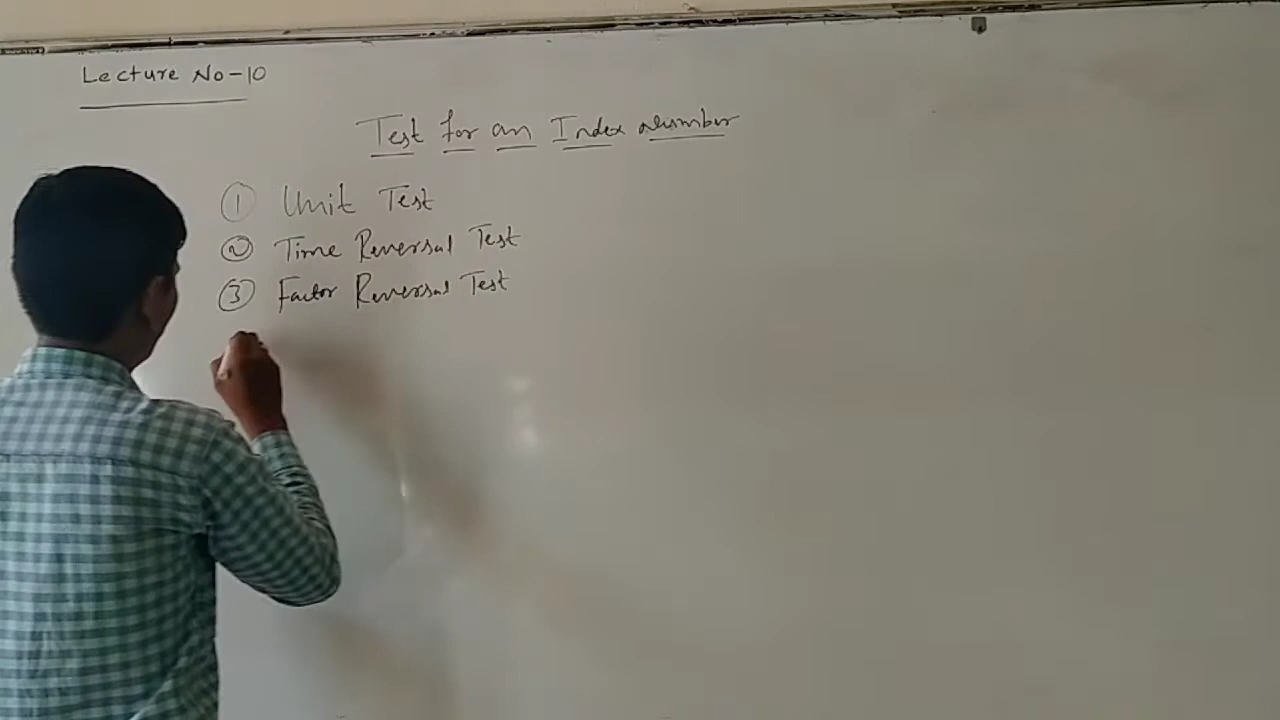 Lecture No-10
Test for an Index Number
① Unit Test
② Time Reversal Test
③ Factor Reversal Test